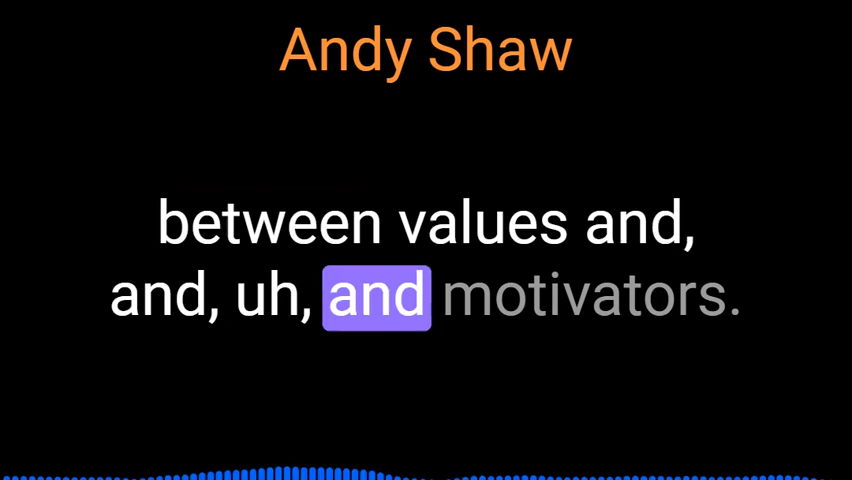 Andy Shaw
between values and,
and, uh, and motivators.